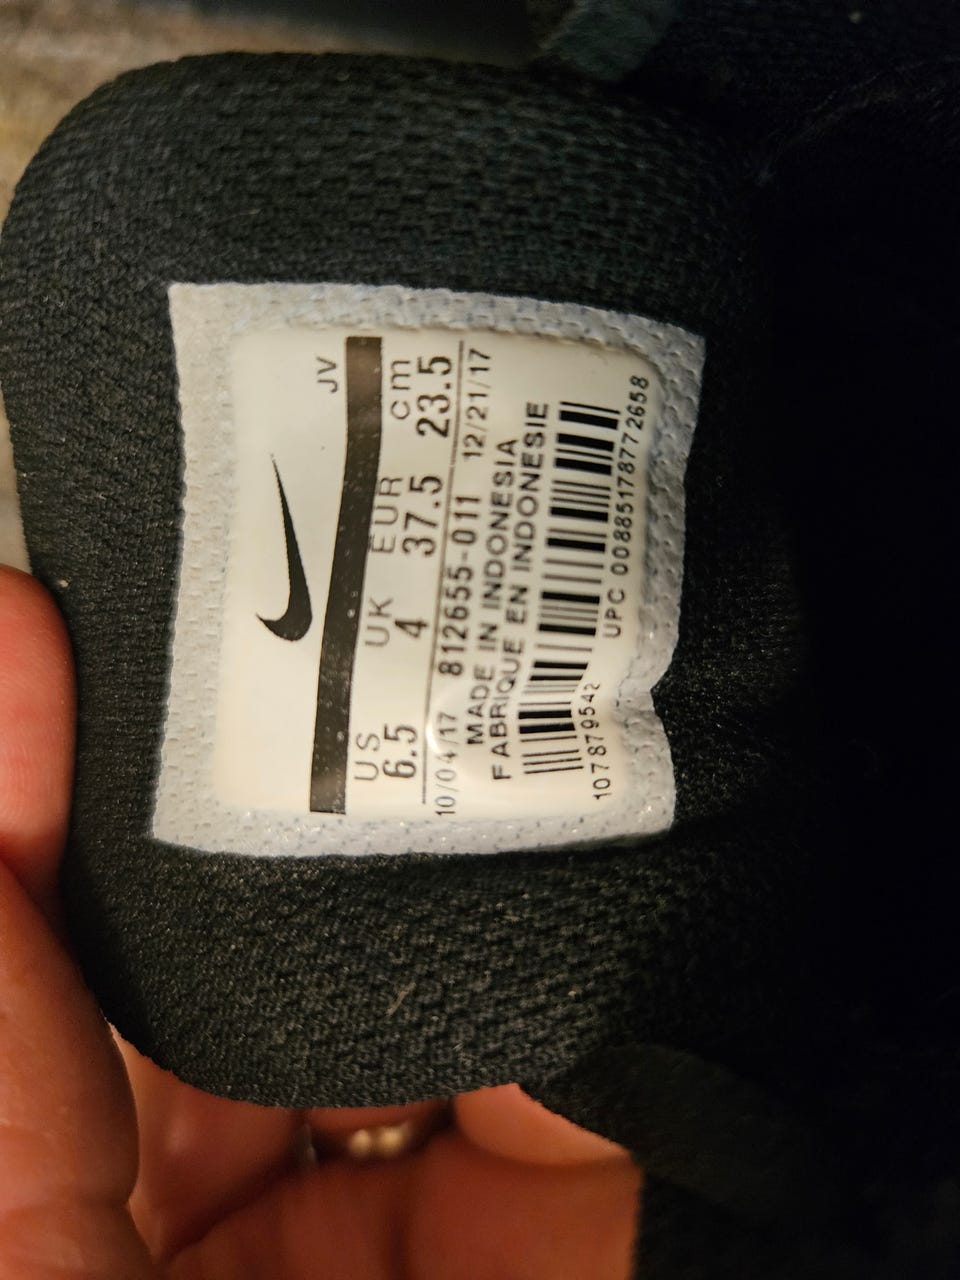 JV
US UK EUR cm
6.5 4 37.5 23.5
10/04/17 812655-011 12/21/17
MADE IN INDONESIA
FABRIQUE EN INDONESIE
107879542 UPC 00885178772658